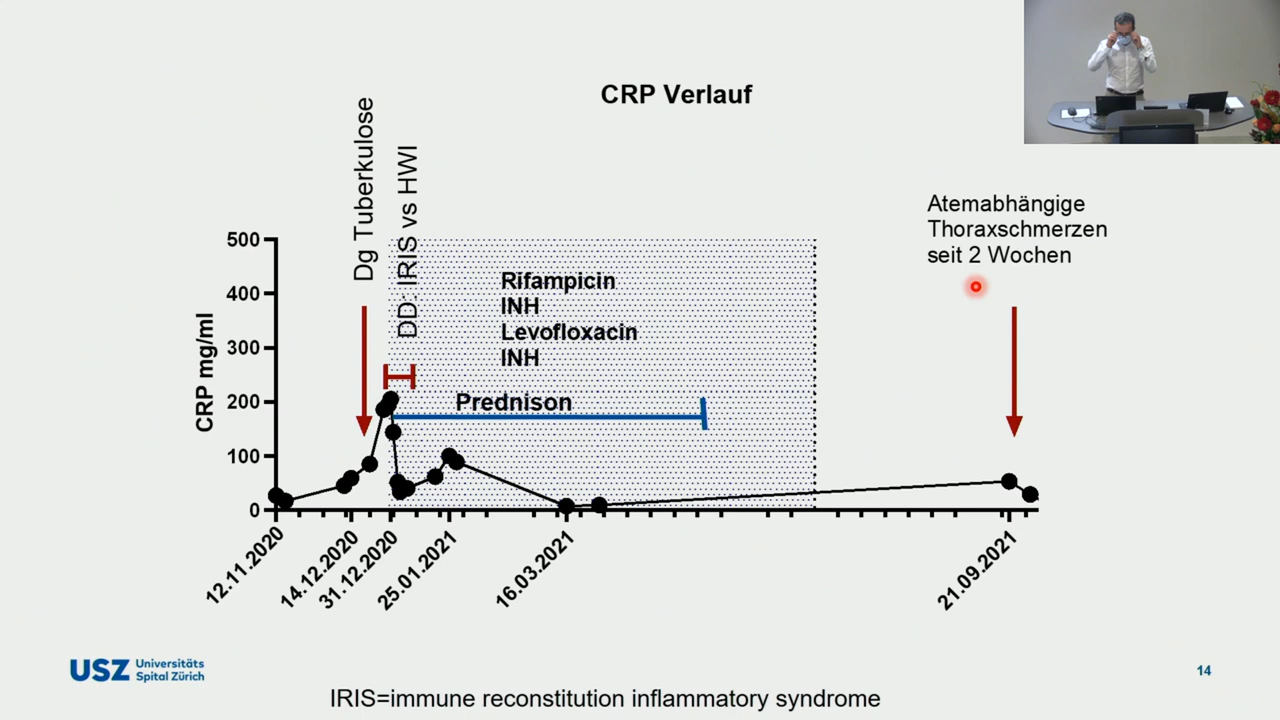 CRP Verlauf
Dg Tuberkulose
DD: IRIS vs HWI
Atemabhängige
Thoraxschmerzen
seit 2 Wochen
CRP mg/ml
500
400
300
200
100
0
Rifampicin
INH
Levofloxacin
INH
Prednison
12.11.2020
14.12.2020
31.12.2020
25.01.2021
16.03.2021
21.09.2021
USZ Universitäts
Spital Zürich
14
IRIS=immune reconstitution inflammatory syndrome